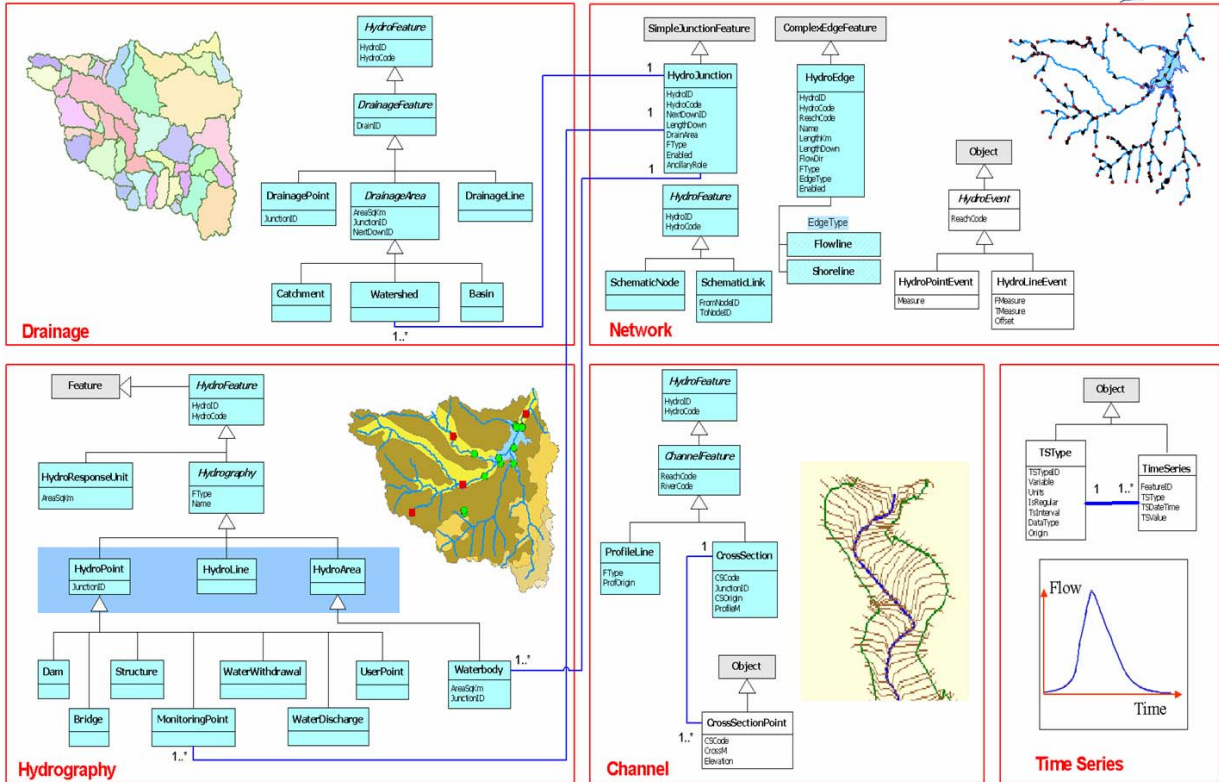 HydroFeature
HydroID
HydroCode
DrainageFeature
DrainID
DrainagePoint
JunctionID
DrainageArea
AreaSqKm
JunctionID
NextDownID
DrainageLine
Catchment
Watershed
Basin
1..*
Drainage
SimpleJunctionFeature
ComplexEdgeFeature
1
HydroJunction
HydroID
HydroCode
NextDownID
LengthDown
DrainArea
FType
Enabled
AncillaryRole
1
1
HydroEdge
HydroID
HydroCode
ReachCode
Name
LengthKm
LengthDown
FlowDir
FType
EdgeType
Enabled
Object
HydroEvent
ReachCode
HydroFeature
HydroID
HydroCode
EdgeType
Flowline
Shoreline
SchematicNode
SchematicLink
FromNodeID
ToNodeID
HydroPointEvent
Measure
HydroLineEvent
FMeasure
TMeasure
Offset
Network
Feature
HydroFeature
HydroID
HydroCode
HydroResponseUnit
AreaSqKm
Hydrography
FType
Name
HydroPoint
JunctionID
HydroLine
HydroArea
Dam
Structure
WaterWithdrawal
UserPoint
Waterbody
AreaSqKm
JunctionID
1..*
Bridge
MonitoringPoint
WaterDischarge
1..*
Hydrography
HydroFeature
HydroID
HydroCode
ChannelFeature
ReachCode
RiverCode
ProfileLine
FType
ProfOrigin
1
CrossSection
CSCode
JunctionID
CSOrigin
ProfileM
Object
CrossSectionPoint
CSCode
CrossM
Elevation
1..*
Channel
Object
TSType
TSTypeID
Variable
Units
IsRegular
TsInterval
DataType
Origin
1
1..*
TimeSeries
FeatureID
TSType
TSDateTime
TSValue
Flow
Time
Time Series